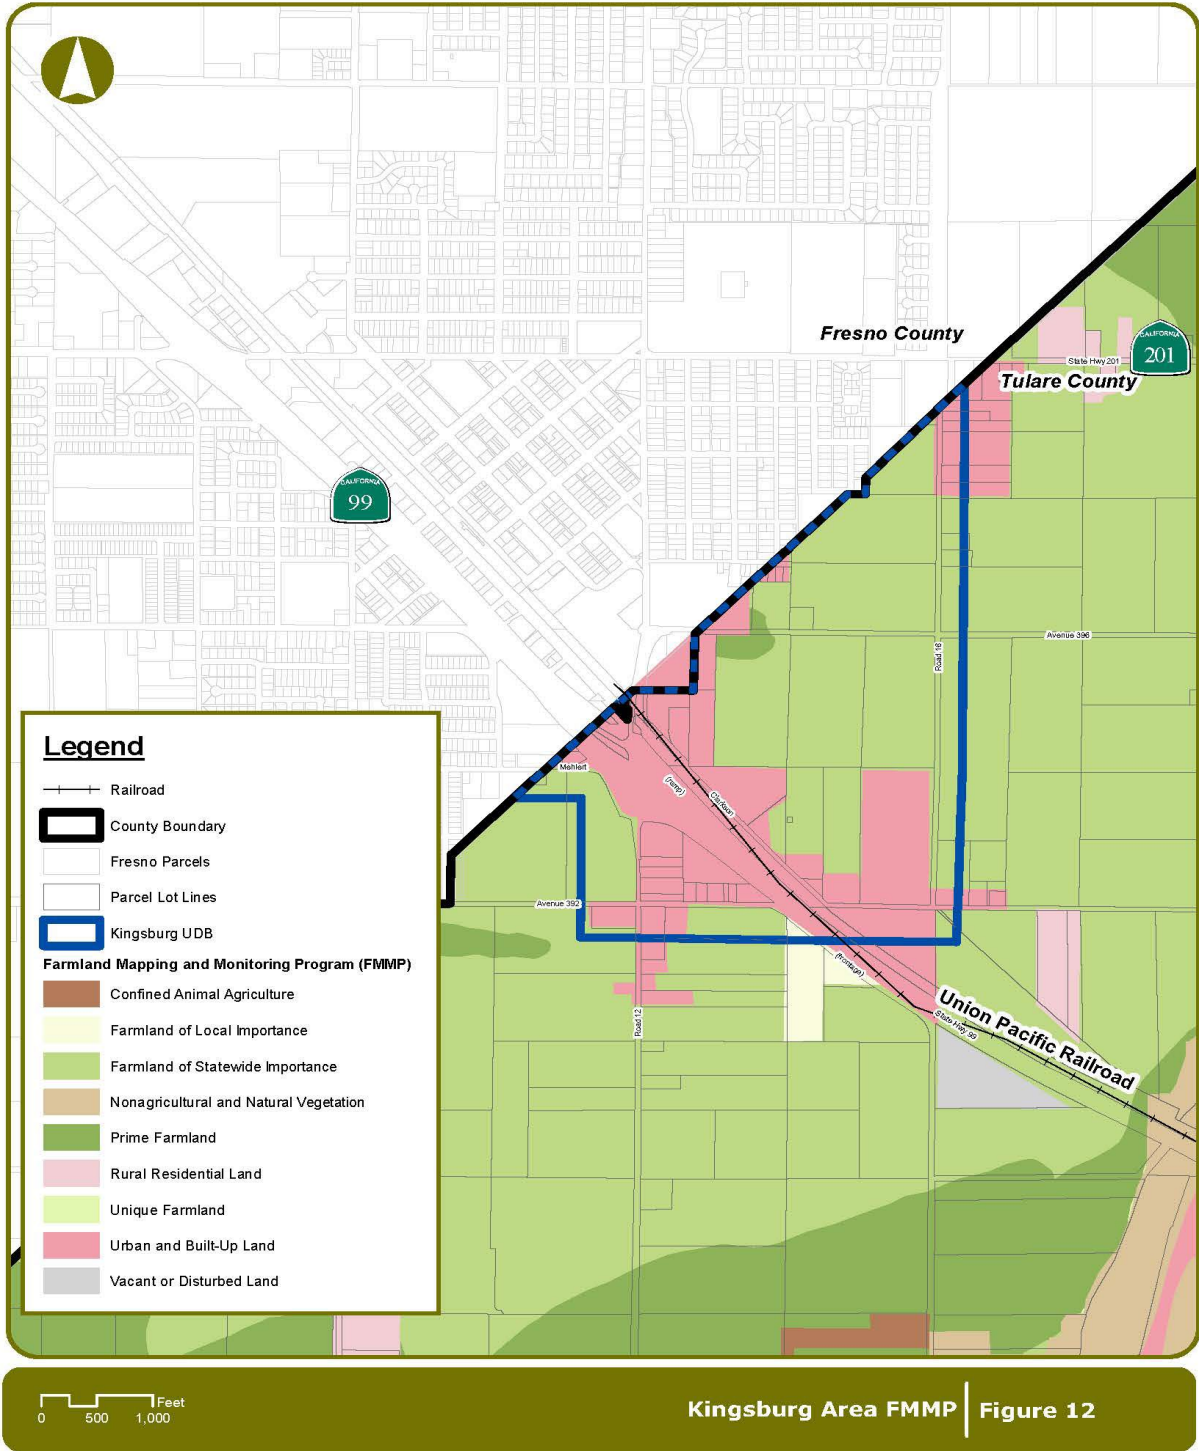 Fresno County
CALIFORNIA
201
State Hwy 201
Tulare County
CALIFORNIA
99
Avenue 396
Road 16
Mehlert
(ramp)
Clarkson
Avenue 392
(frontage)
Road 12
State Hwy 99
Union Pacific Railroad
Legend
Railroad
County Boundary
Fresno Parcels
Parcel Lot Lines
Kingsburg UDB
Farmland Mapping and Monitoring Program (FMMP)
Confined Animal Agriculture
Farmland of Local Importance
Farmland of Statewide Importance
Nonagricultural and Natural Vegetation
Prime Farmland
Rural Residential Land
Unique Farmland
Urban and Built-Up Land
Vacant or Disturbed Land
Feet
0 500 1,000
Kingsburg Area FMMP Figure 12